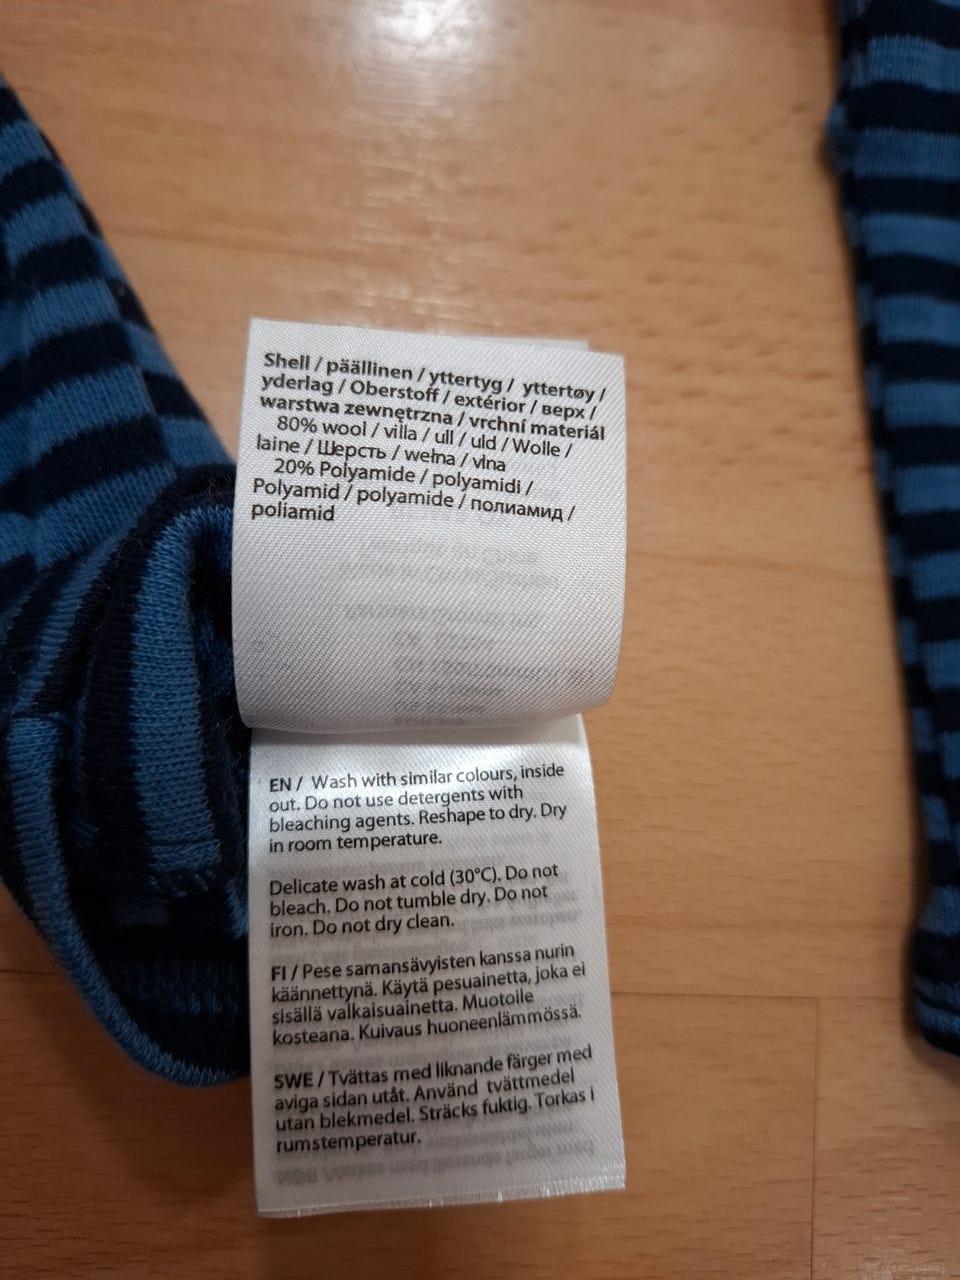 Shell / päällinen / yttertyg / yttertøy /
yderlag / Oberstoff / extérior / верх /
warstwa zewnętrzna / vrchní materiál
80% wool / villa / ull / uld / Wolle /
laine / Шерсть / wełna / vlna
20% Polyamide / polyamidi /
Polyamid / polyamide / полиамид /
poliamid
EN / Wash with similar colours, inside
out. Do not use detergents with
bleaching agents. Reshape to dry. Dry
in room temperature.
Delicate wash at cold (30°C). Do not
bleach. Do not tumble dry. Do not
iron. Do not dry clean.
FI / Pese samansävyisten kanssa nurin
käännettynä. Käytä pesuainetta, joka ei
sisällä valkaisuainetta. Muotoile
kosteana. Kuivaus huoneenlämmössä.
SWE / Tvättas med liknande färger med
aviga sidan utåt. Använd tvättmedel
utan blekmedel. Sträcks fuktig. Torkas i
rumstemperatur.